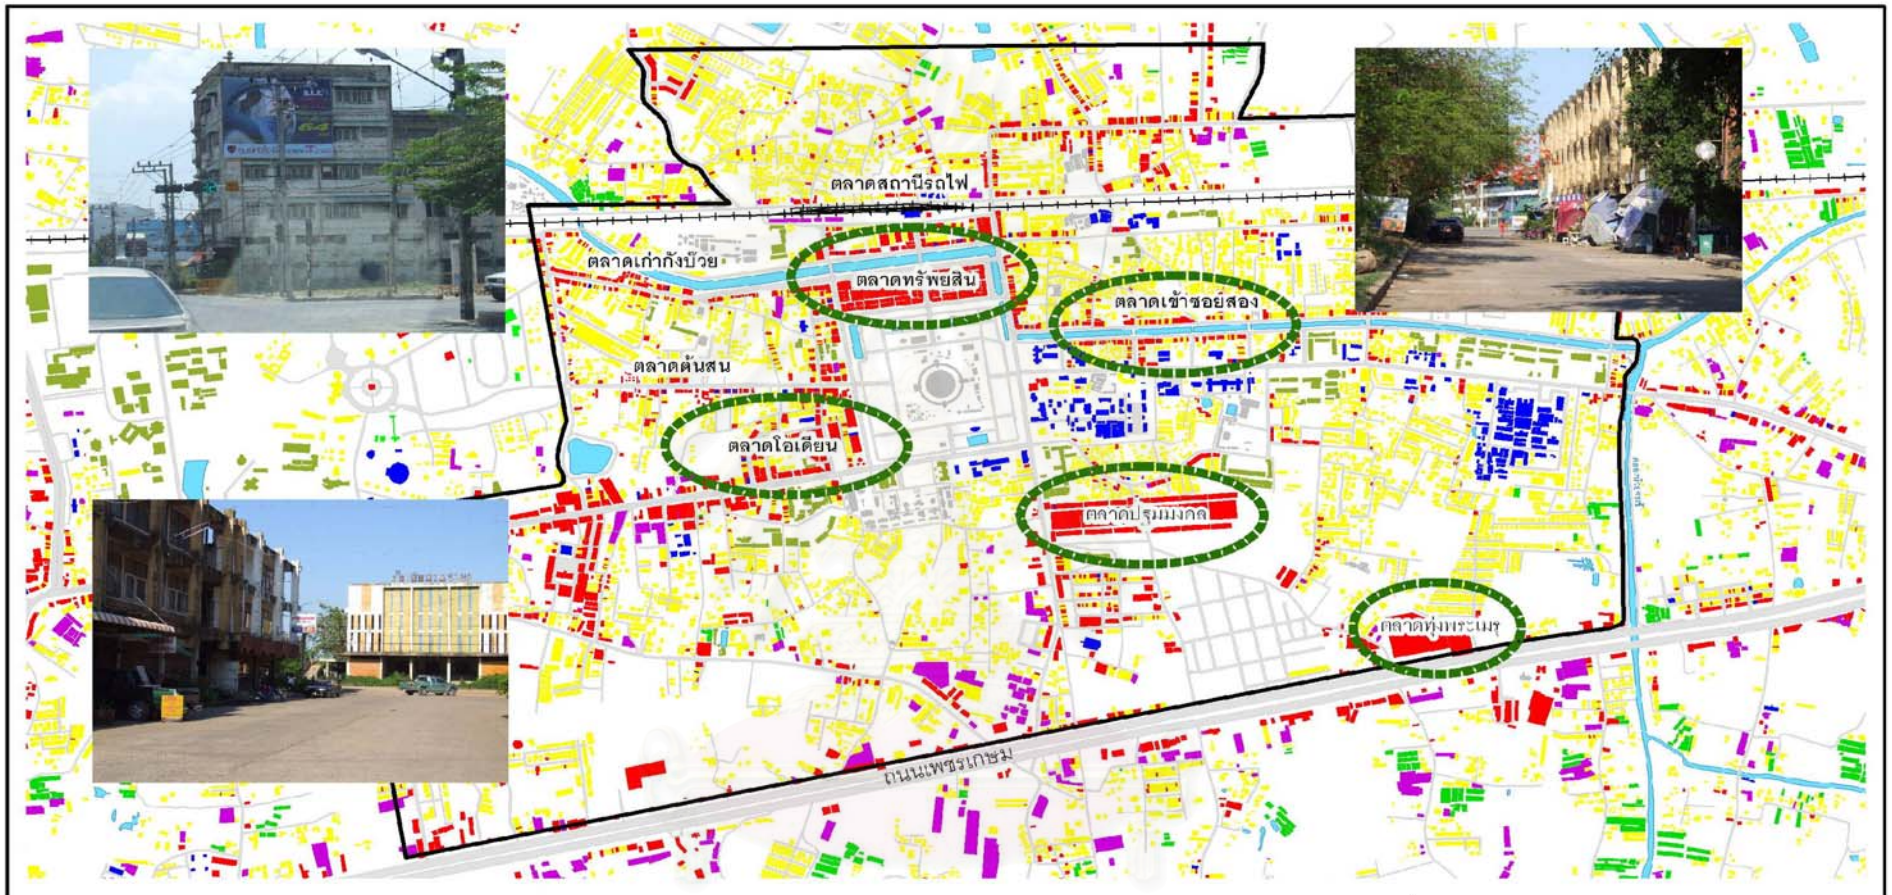 ตลาดสถานีรถไฟ
ตลาดเก่ากังบ๊วย
ตลาดทรัพยสิน
ตลาดเข้าซอยสอง
ตลาดต้นสน
ตลาดโอเดียน
ตลาดปฐมมงคล
ตลาดทุ่งพระเมรุ
ถนนเพชรเกษม